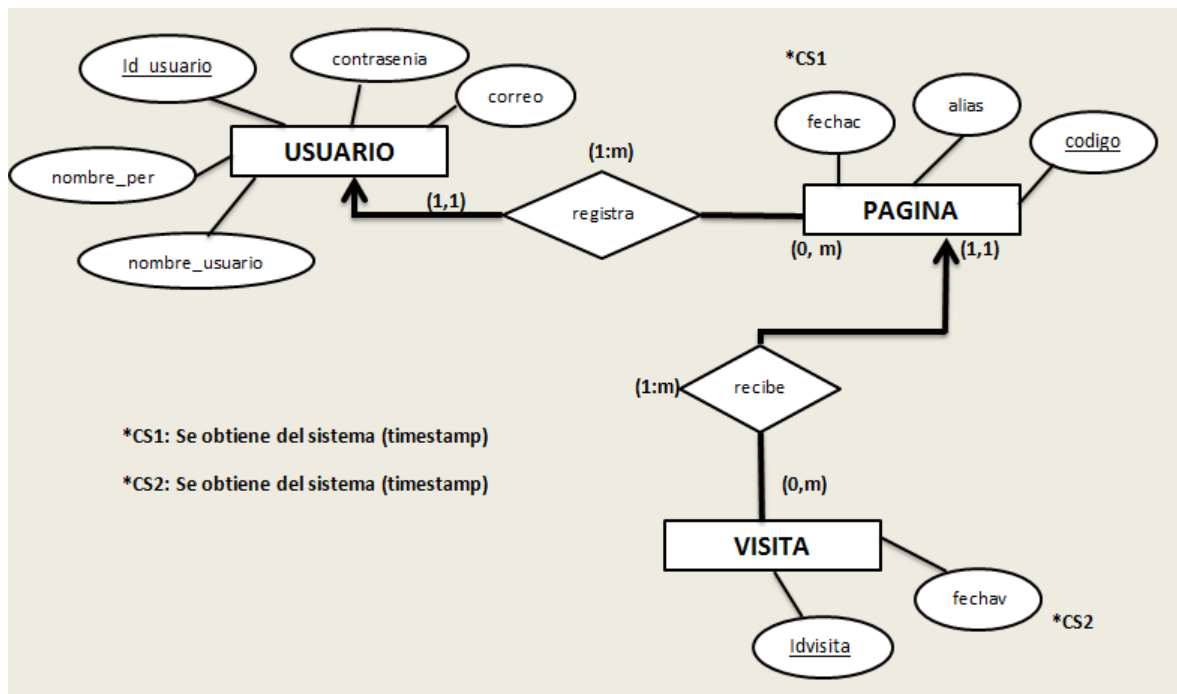 contrasenia
*CS1
Id_usuario
correo
alias
fechac
codigo
USUARIO
(1:m)
nombre_per
(1,1)
registra
PAGINA
nombre_usuario
(0, m)
(1,1)
(1:m)
recibe
*CS1: Se obtiene del sistema (timestamp)
*CS2: Se obtiene del sistema (timestamp)
(0,m)
VISITA
fechav
*CS2
Idvisita